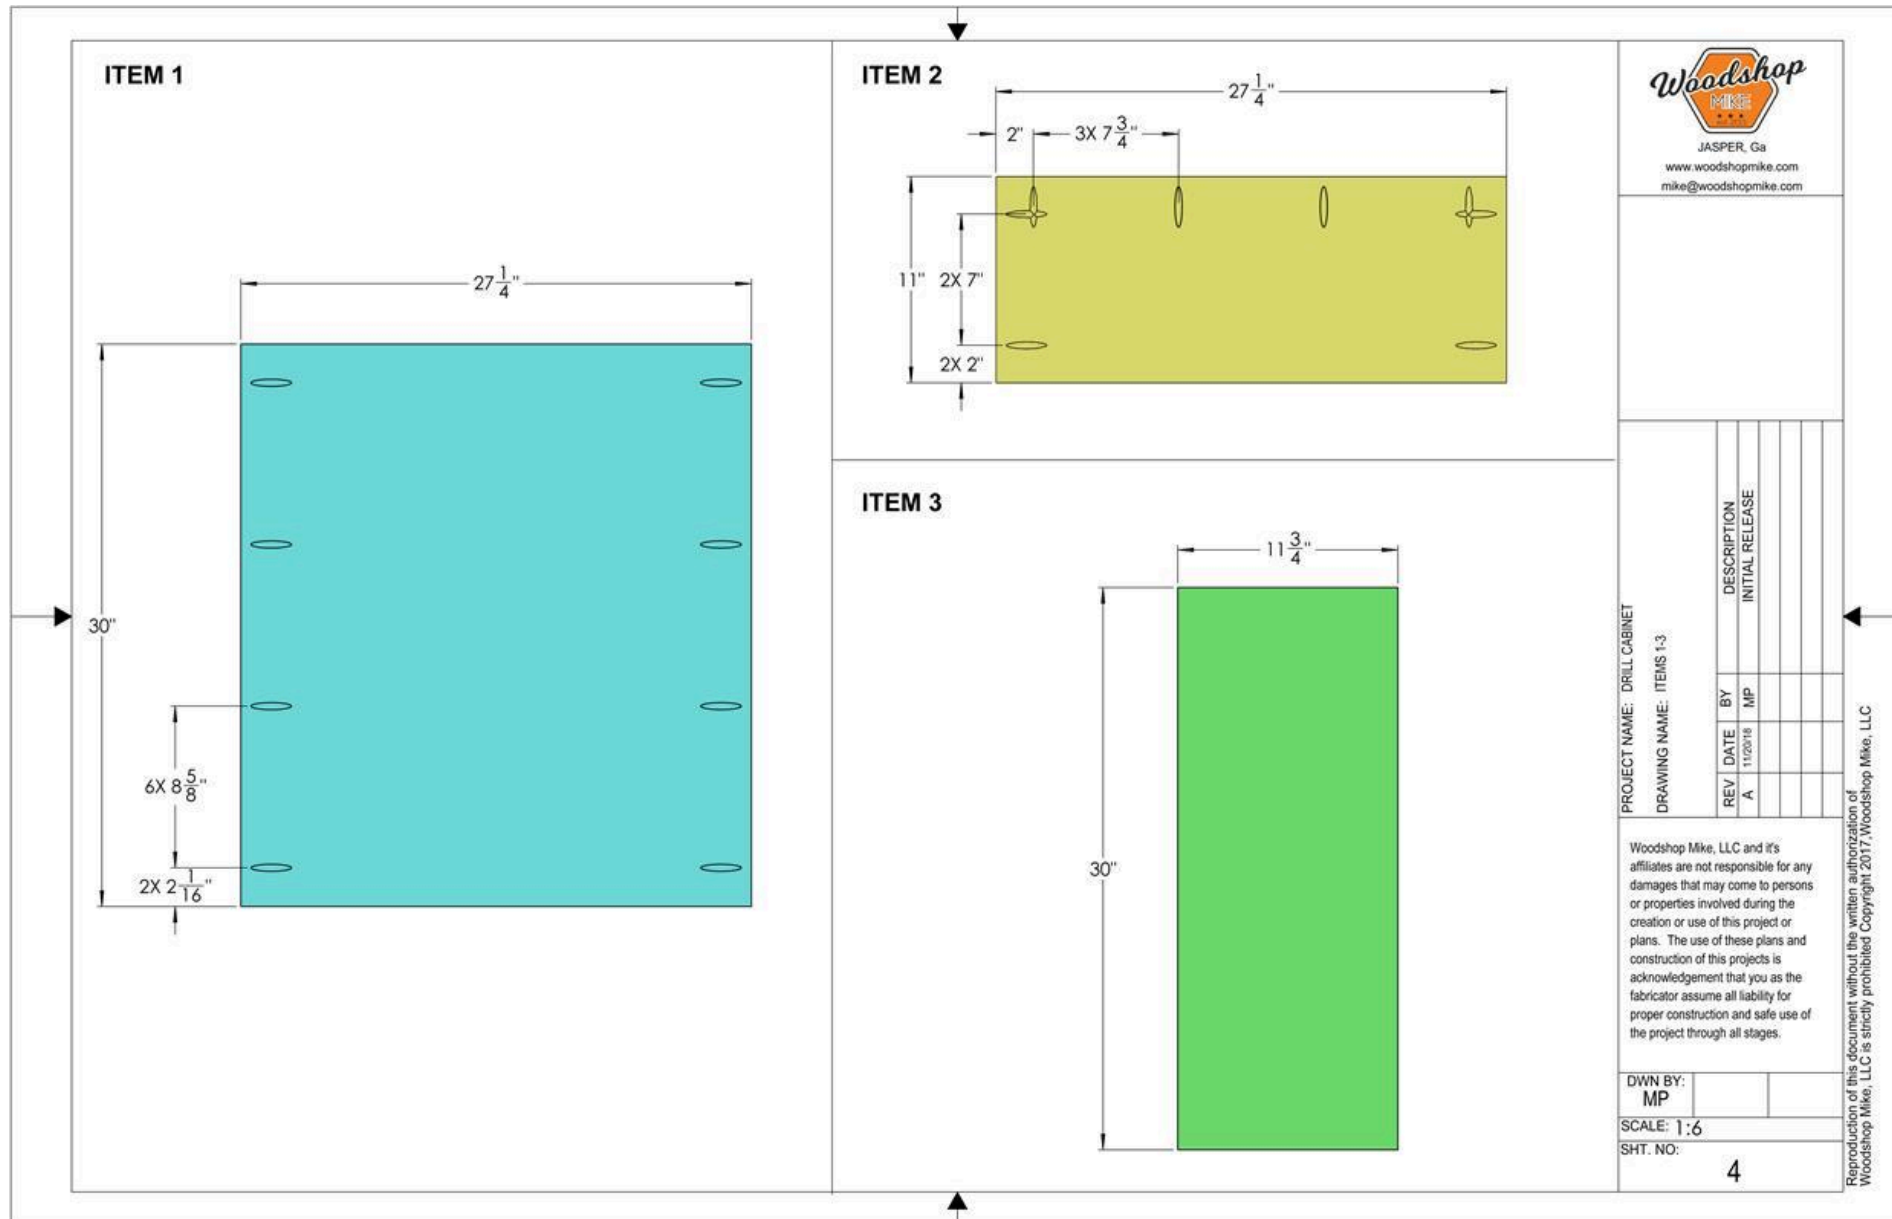 ITEM 1
27 1/4"
30"
6X 8 5/8"
2X 2 1/16"
ITEM 2
27 1/4"
2"
3X 7 3/4"
11"
2X 7"
2X 2"
ITEM 3
11 3/4"
30"
Woodshop
MIKE
JASPER, Ga
www.woodshopmike.com
mike@woodshopmike.com
PROJECT NAME: DRILL CABINET
DRAWING NAME: ITEMS 1-3
REV DATE BY DESCRIPTION
A 11/20/18 MP INITIAL RELEASE
Woodshop Mike, LLC and it's
affiliates are not responsible for any
damages that may come to persons
or properties involved during the
creation or use of this project or
plans. The use of these plans and
construction of this projects is
acknowledgement that you as the
fabricator assume all liability for
proper construction and safe use of
the project through all stages.
DWN BY:
MP
SCALE: 1:6
SHT. NO:
4
Reproduction of this document without the written authorization of
Woodshop Mike, LLC is strictly prohibited Copyright 2017,Woodshop Mike, LLC